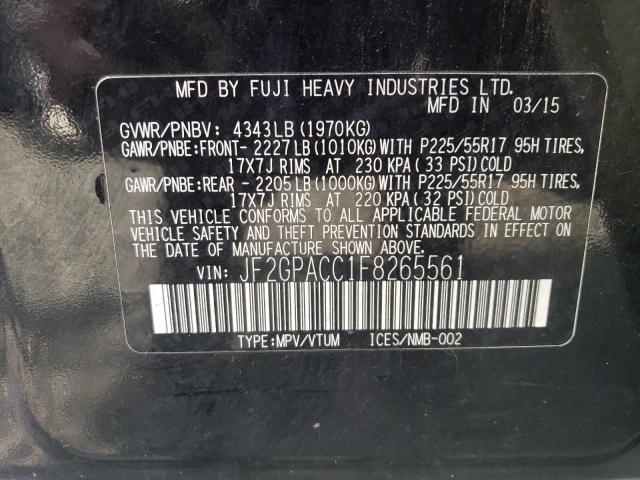 MFD BY FUJI HEAVY INDUSTRIES LTD.
MFD IN 03/15
GVWR/PNBV: 4343LB(1970KG)
GAWR/PNBE:FRONT- 2227LB(1010KG)WITH P225/55R17 95H TIRES,
17X7J RIMS AT 230 KPA(33 PSI)COLD
GAWR/PNBE:REAR - 2205LB(1000KG)WITH P225/55R17 95H TIRES,
17X7J RIMS AT 220 KPA(32 PSI)COLD
THIS VEHICLE CONFORMS TO ALL APPLICABLE FEDERAL MOTOR
VEHICLE SAFETY AND THEFT PREVENTION STANDARDS IN EFFECT ON
THE DATE OF MANUFACTURE SHOWN ABOVE.
VIN: JF2GPACC1F8265561
TYPE:MPV/VTUM ICES/NMB-002